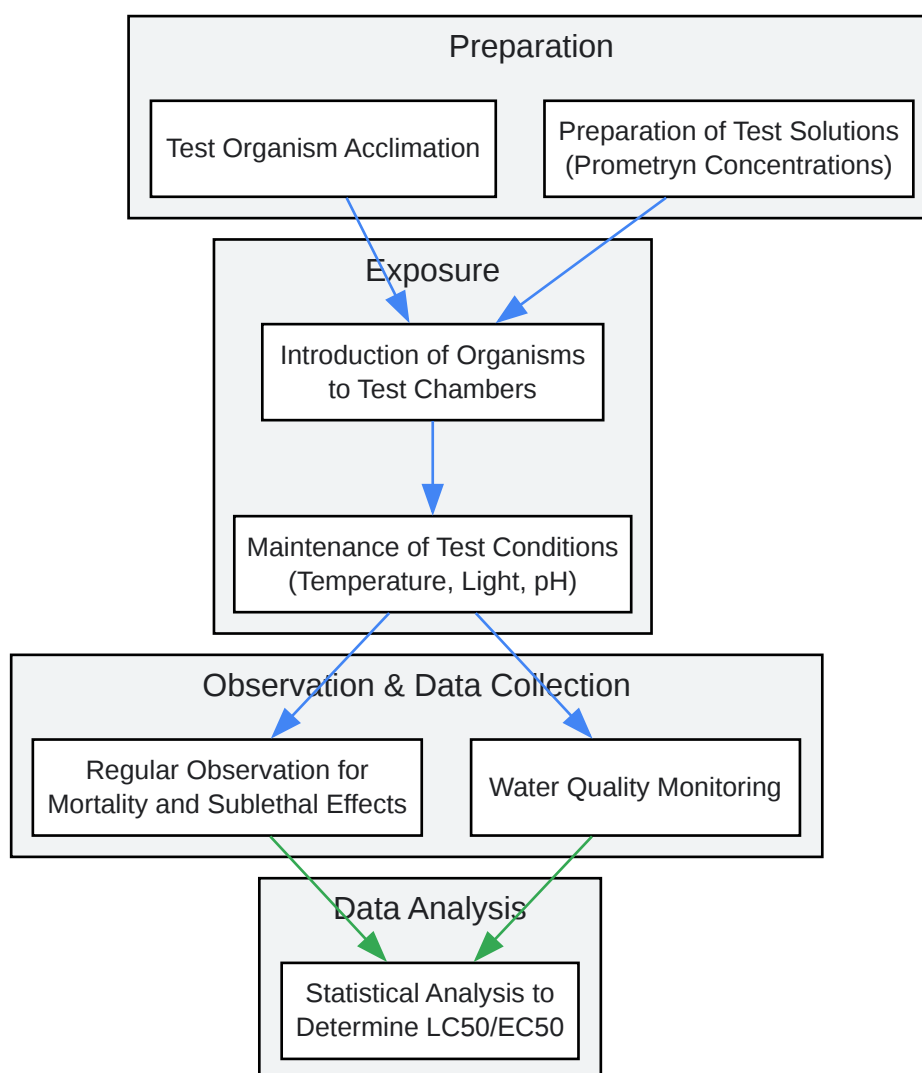 Preparation
Test Organism Acclimation
Preparation of Test Solutions
(Prometryn Concentrations)
Exposure
Introduction of Organisms
to Test Chambers
Maintenance of Test Conditions
(Temperature, Light, pH)
Observation & Data Collection
Regular Observation for
Mortality and Sublethal Effects
Water Quality Monitoring
Data Analysis
Statistical Analysis to
Determine LC50/EC50